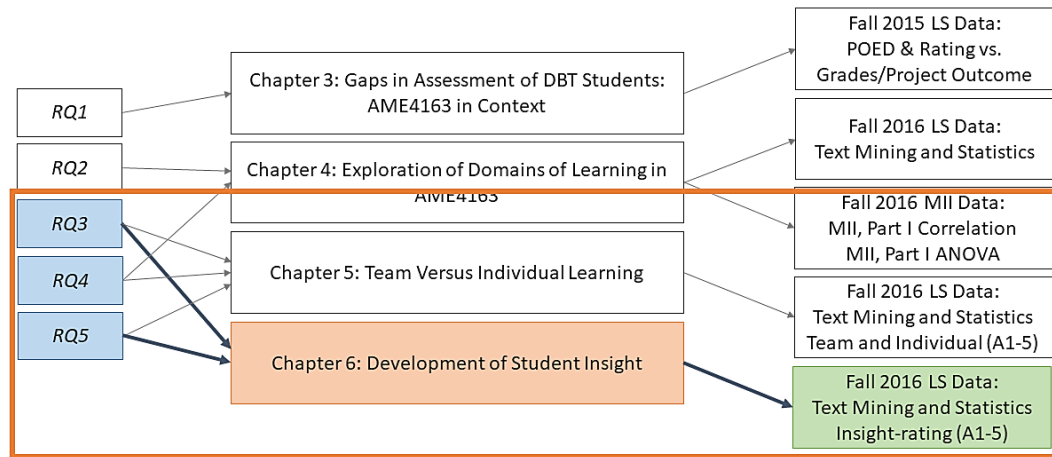 RQ1
RQ2
RQ3
RQ4
RQ5
Chapter 3: Gaps in Assessment of DBT Students:
AME4163 in Context
Chapter 4: Exploration of Domains of Learning in
AME4163
Chapter 5: Team Versus Individual Learning
Chapter 6: Development of Student Insight
Fall 2015 LS Data:
POED & Rating vs.
Grades/Project Outcome
Fall 2016 LS Data:
Text Mining and Statistics
Fall 2016 MII Data:
MII, Part I Correlation
MII, Part I ANOVA
Fall 2016 LS Data:
Text Mining and Statistics
Team and Individual (A1-5)
Fall 2016 LS Data:
Text Mining and Statistics
Insight-rating (A1-5)